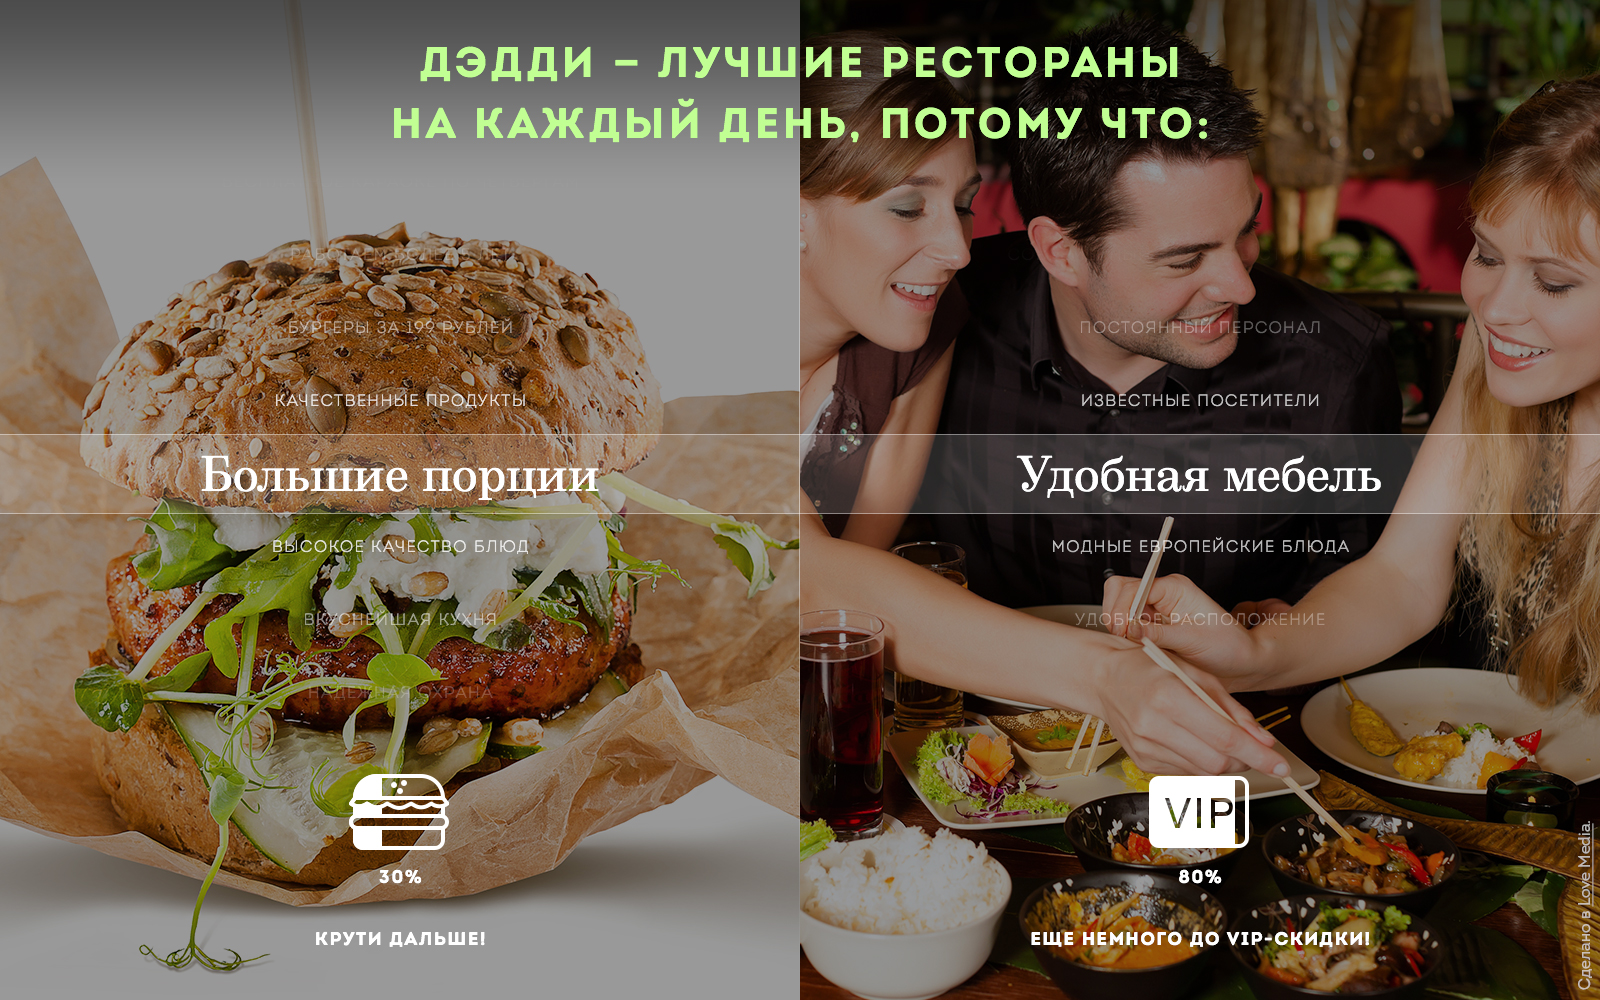 ДЭДДИ – ЛУЧШИЕ РЕСТОРАНЫ
НА КАЖДЫЙ ДЕНЬ, ПОТОМУ ЧТО:
БУРГЕРЫ ЗА 199 РУБЛЕЙ
КАЧЕСТВЕННЫЕ ПРОДУКТЫ
Большие порции
ВЫСОКОЕ КАЧЕСТВО БЛЮД
ВКУСНЕЙШАЯ КУХНЯ
НАДЕЖНАЯ ОХРАНА
30%
КРУТИ ДАЛЬШЕ!
ПОСТОЯННЫЙ ПЕРСОНАЛ
ИЗВЕСТНЫЕ ПОСЕТИТЕЛИ
Удобная мебель
МОДНЫЕ ЕВРОПЕЙСКИЕ БЛЮДА
УДОБНОЕ РАСПОЛОЖЕНИЕ
VIP
80%
ЕЩЕ НЕМНОГО ДО VIP-СКИДКИ!
Сделано в Love Media.